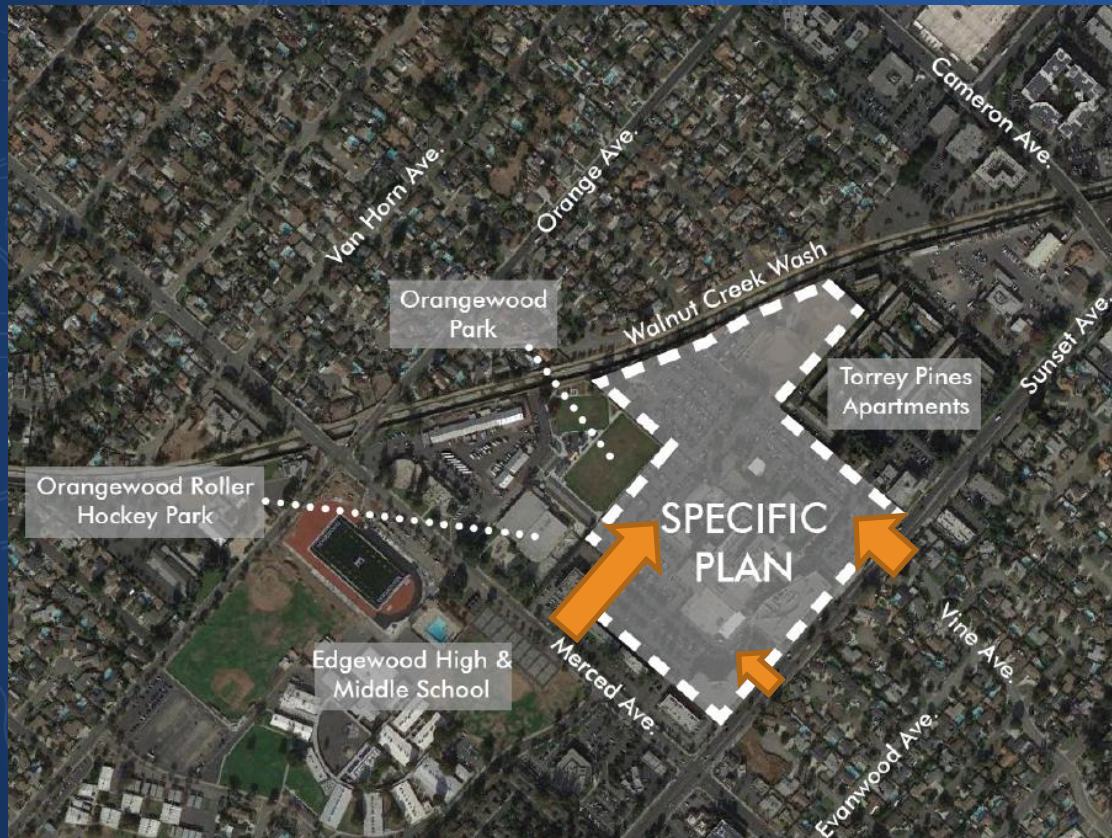 Cameron Ave.
Van Horn Ave.
Orange Ave.
Walnut Creek Wash
Orangewood
Park
Sunset Ave.
Torrey Pines
Apartments
Orangewood Roller
Hockey Park
SPECIFIC
PLAN
Vine Ave.
Edgewood High &
Middle School
Merced Ave.
Evanwood Ave.